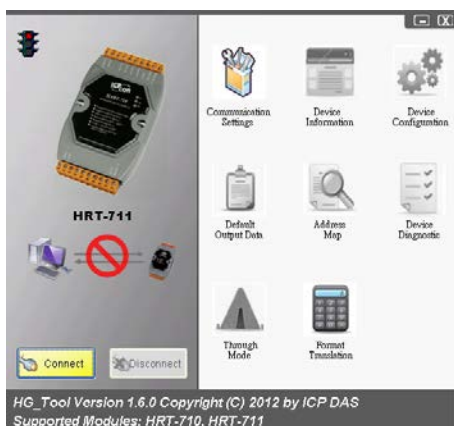 HRT-711
Connect
Disconnect
Communication
Settings
Device
Information
Device
Configuration
Default
Output Data
Address
Map
Device
Diagnostic
Through
Mode
Format
Translation
HG_Tool Version 1.6.0 Copyright (C) 2012 by ICP DAS
Supported Modules: HRT-710, HRT-711